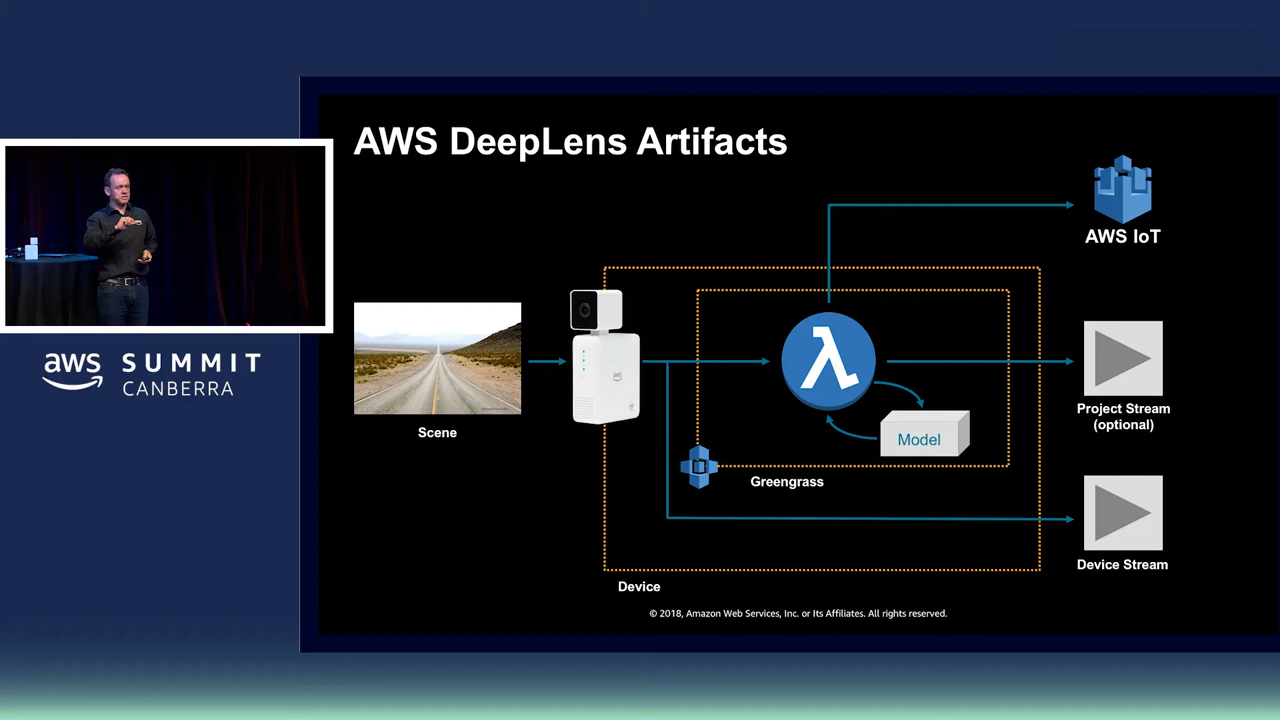 AWS DeepLens Artifacts
AWS IoT
Scene
λ
Model
Project Stream
(optional)
Greengrass
Device Stream
Device
© 2018, Amazon Web Services, Inc. or Its Affiliates. All rights reserved.
aws SUMMIT
CANBERRA